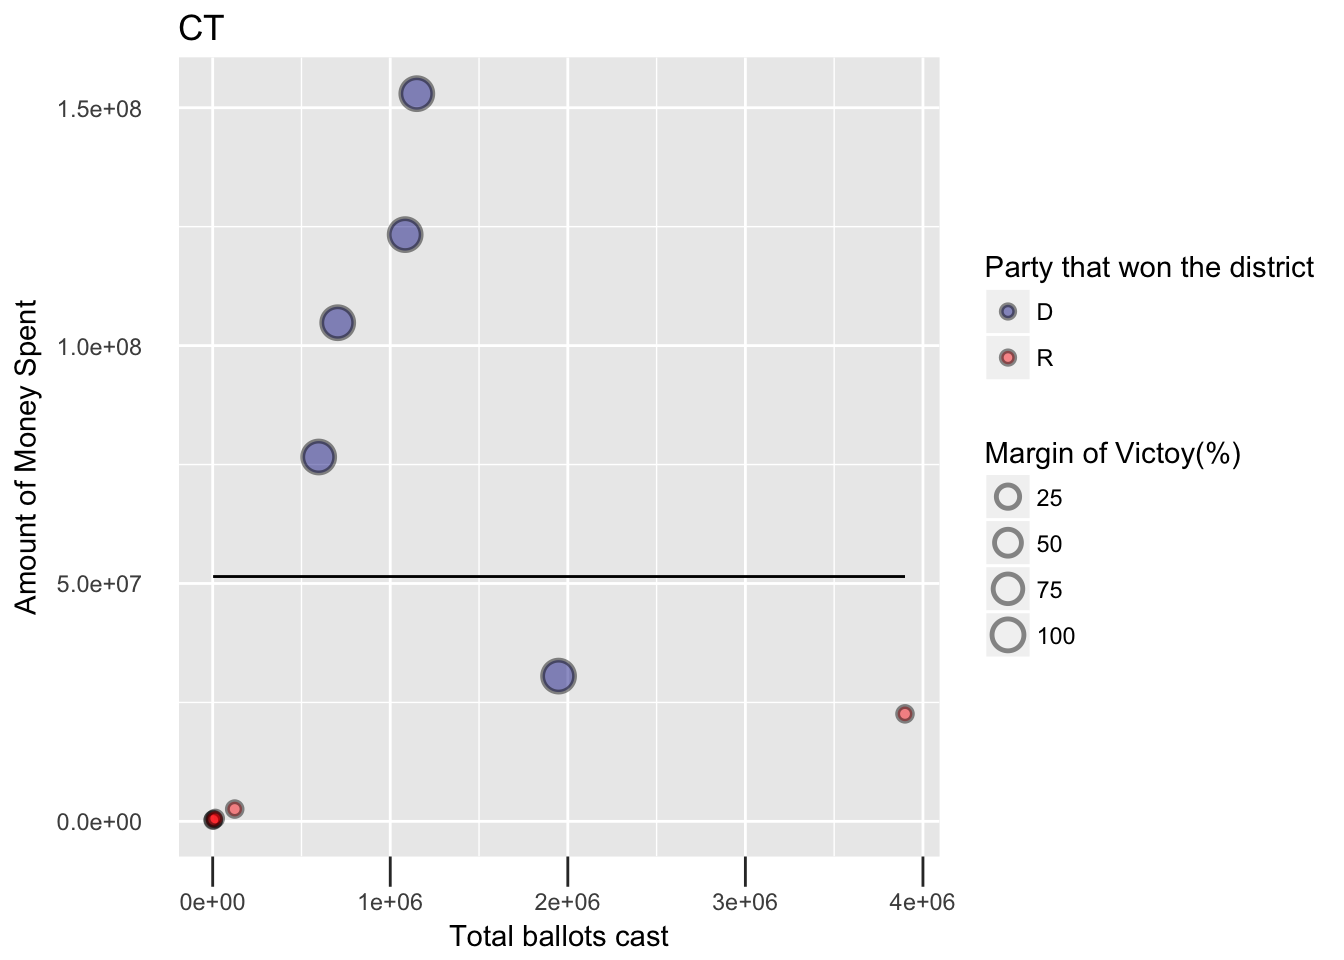 CT
Amount of Money Spent
1.5e+08
1.0e+08
5.0e+07
0.0e+00
0e+00 1e+06 2e+06 3e+06 4e+06
Total ballots cast
Party that won the district
D
R
Margin of Victoy(%)
25
50
75
100